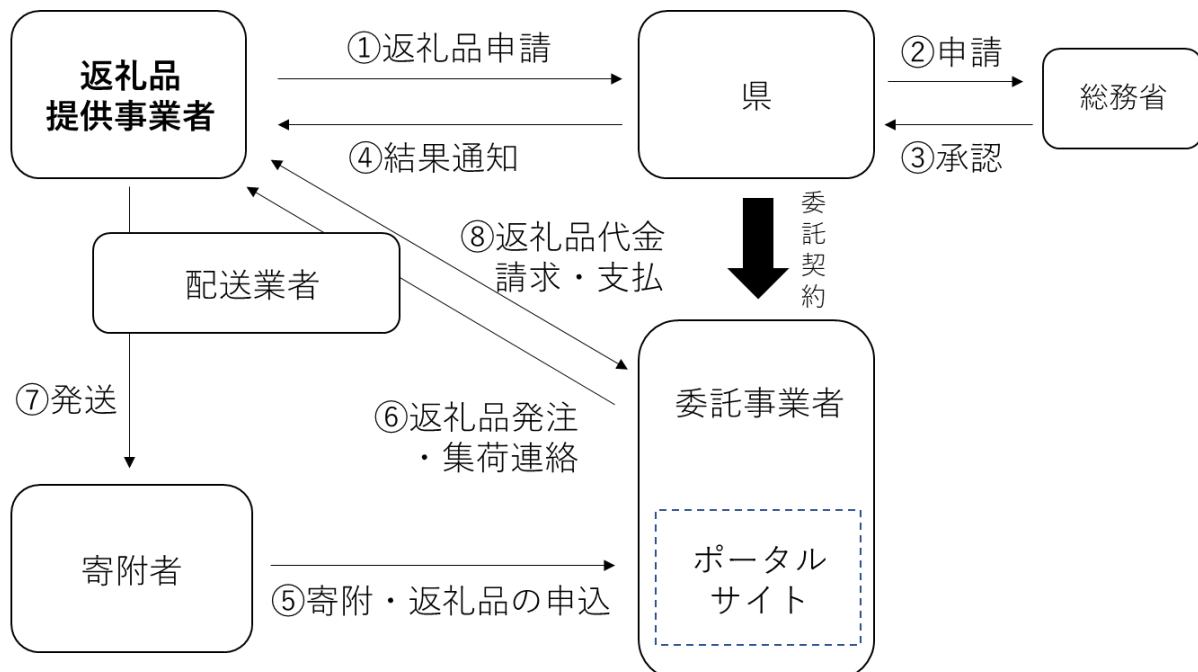 返礼品
提供事業者
①返礼品申請
県
②申請
総務省
④結果通知
③承認
委託契約
⑧返礼品代金
請求・支払
配送業者
⑦発送
⑥返礼品発注
・集荷連絡
委託事業者
寄附者
⑤寄附・返礼品の申込
ポータル
サイト